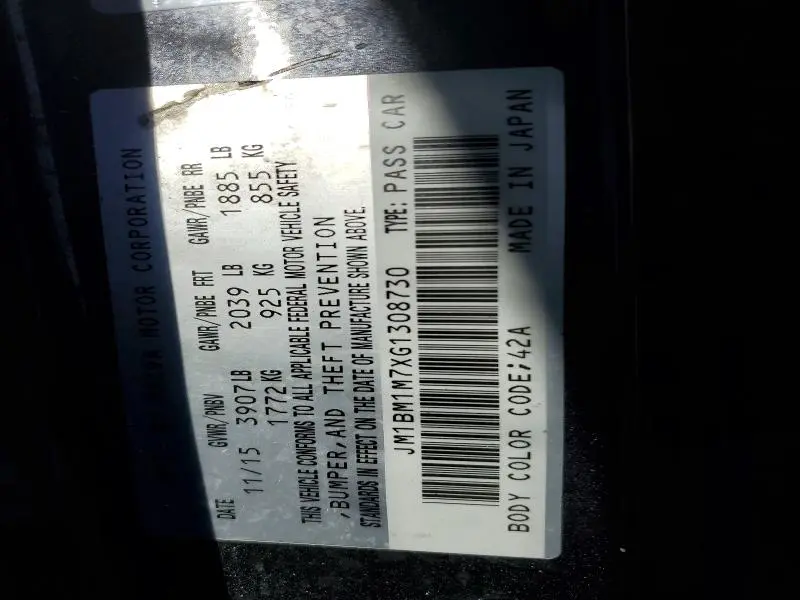 MOTOR CORPORATION
DATE GVWR/PNBV GAWR/PNBE FRT GAWR/PNBE RR
11/15 3907LB 2039 LB 1885 LB
1772KG 925 KG 855 KG
THIS VEHICLE CONFORMS TO ALL APPLICABLE FEDERAL MOTOR VEHICLE SAFETY
,BUMPER,AND THEFT PREVENTION
STANDARDS IN EFFECT ON THE DATE OF MANUFACTURE SHOWN ABOVE.
JM1BM1M7XG1308730 TYPE: PASS CAR
BODY COLOR CODE;42A MADE IN JAPAN